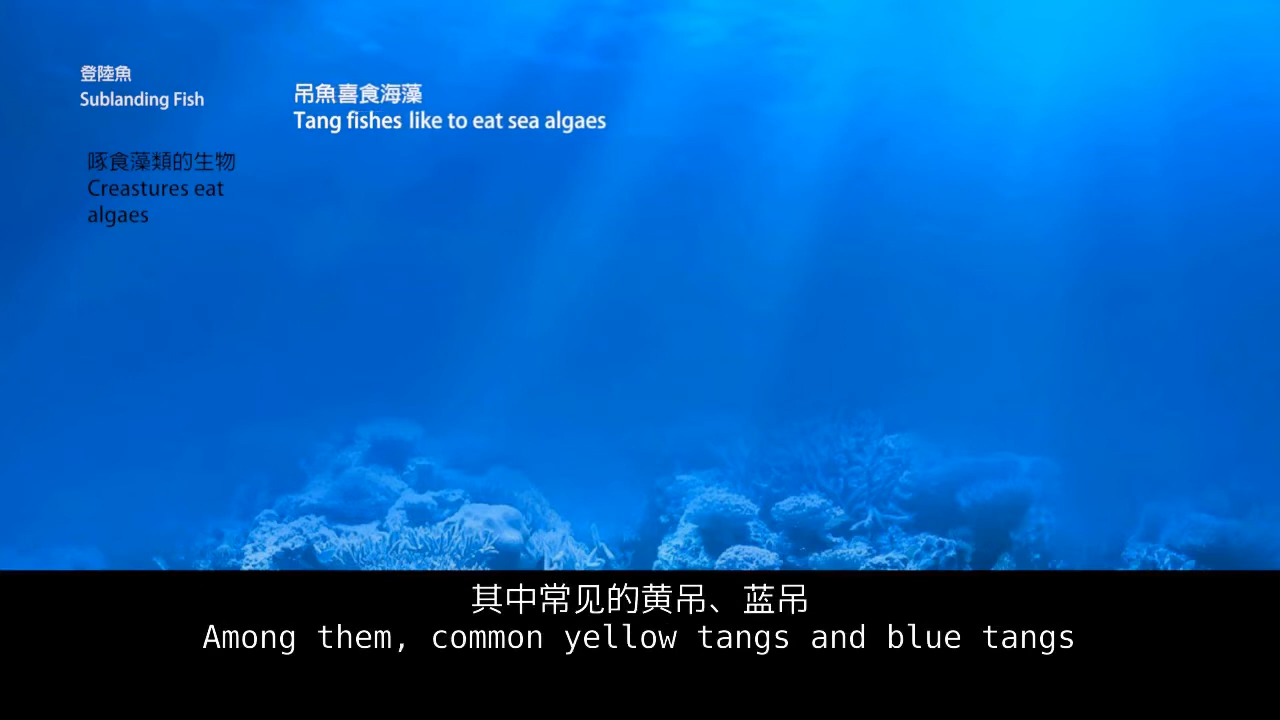 登陸魚
Sublanding Fish
吊魚喜食海藻
Tang fishes like to eat sea algaes
啄食藻類的生物
Creastures eat
algaes
其中常见的黄吊、蓝吊
Among them, common yellow tangs and blue tangs